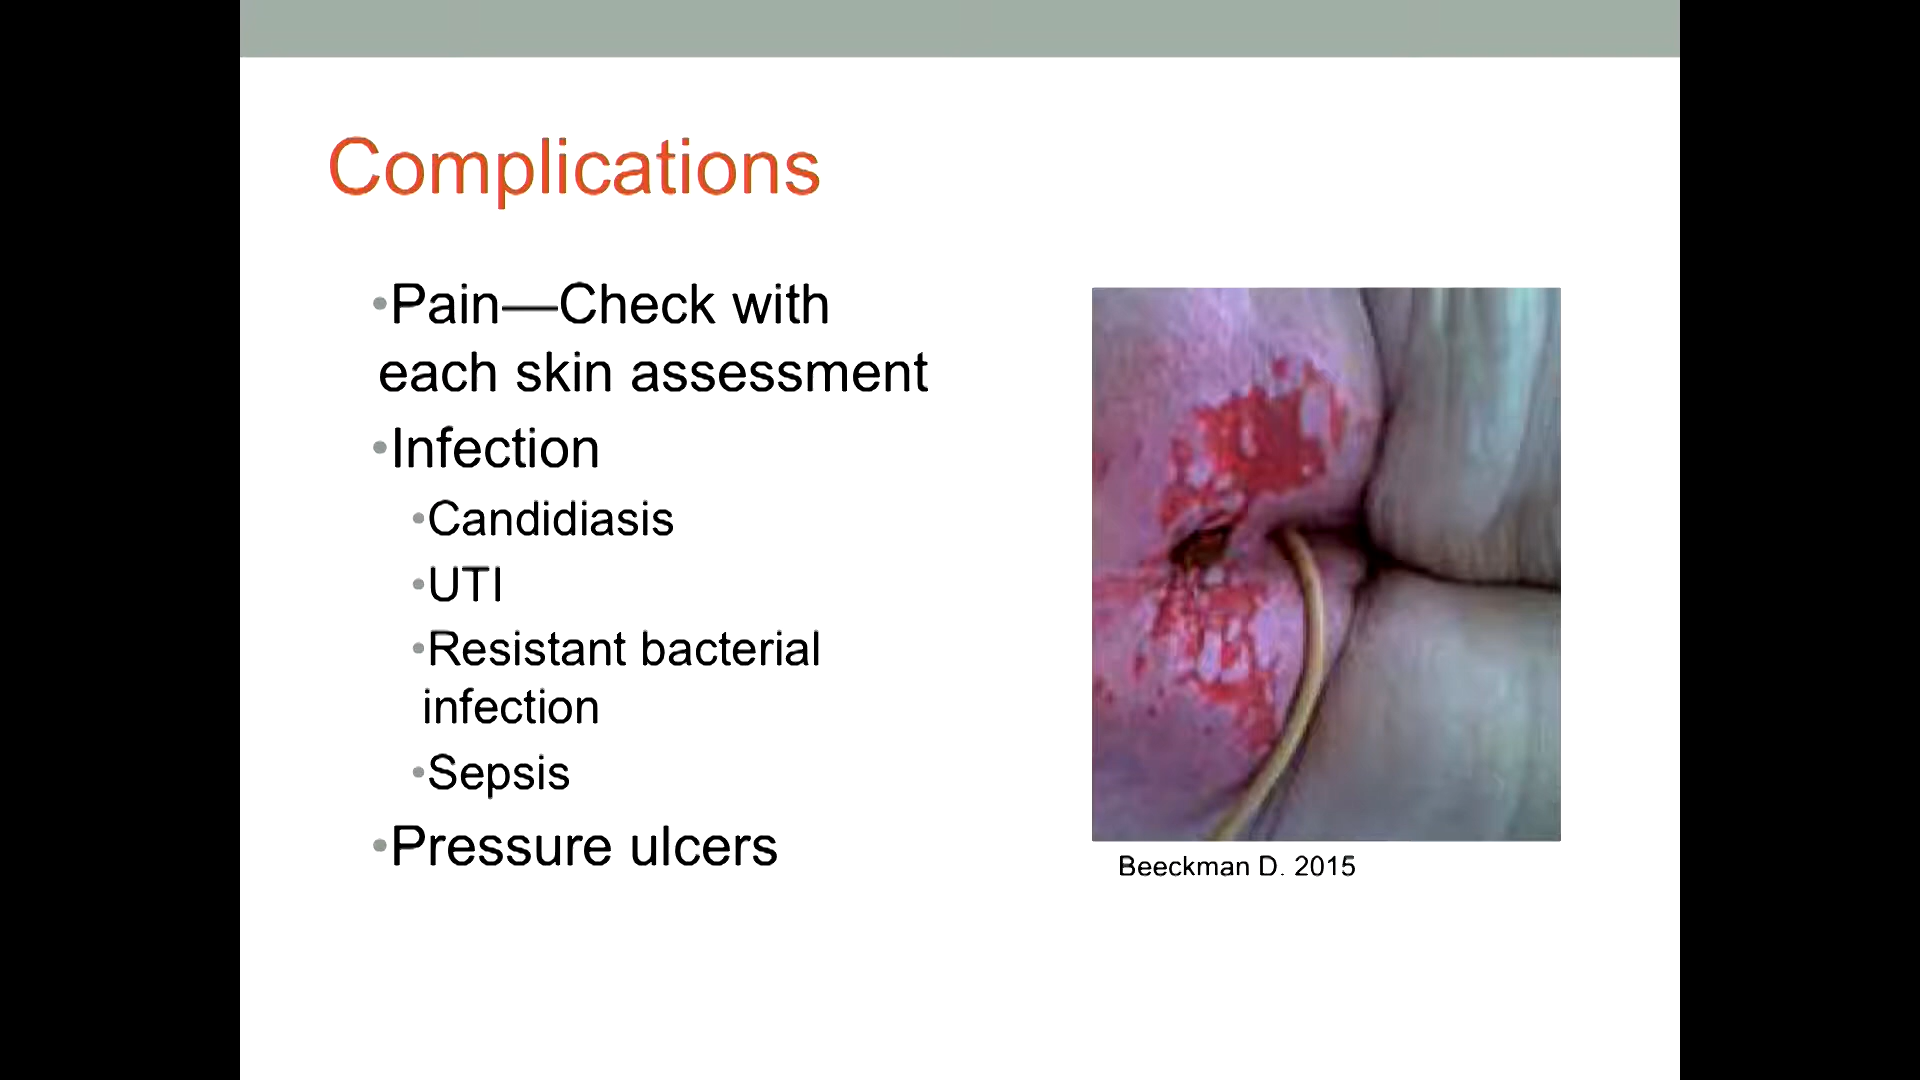 Complications
•Pain—Check with
each skin assessment
•Infection
•Candidiasis
•UTI
•Resistant bacterial
infection
•Sepsis
•Pressure ulcers
Beeckman D. 2015